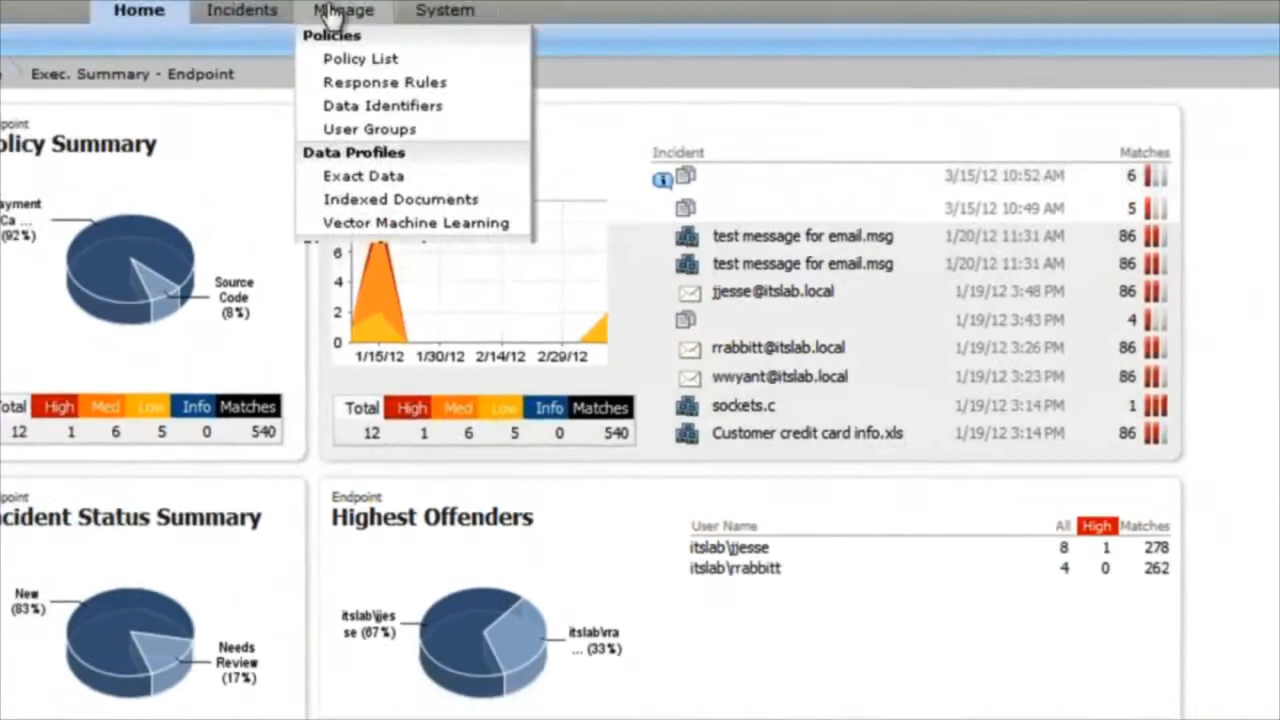 Home Incidents Manage System
Exec. Summary - Endpoint
Policies
Policy List
Response Rules
Data Identifiers
User Groups
Data Profiles
Exact Data
Indexed Documents
Vector Machine Learning
point
olicy Summary
ayment
Ca ...
(92%)
Source
Code
(8%)
otal High Med Low Info Matches
12 1 6 5 0 540
6
4
2
0
1/15/12 1/30/12 2/14/12 2/29/12
Total High Med Low Info Matches
12 1 6 5 0 540
Incident Matches
3/15/12 10:52 AM 6
3/15/12 10:49 AM 5
test message for email.msg 1/20/12 11:31 AM 86
test message for email.msg 1/20/12 11:31 AM 86
jjesse@itslab.local 1/19/12 3:48 PM 86
1/19/12 3:43 PM 4
rrabbitt@itslab.local 1/19/12 3:26 PM 86
wwyant@itslab.local 1/19/12 3:23 PM 86
sockets.c 1/19/12 3:14 PM 1
Customer credit card info.xls 1/19/12 3:14 PM 86
point
cident Status Summary
New
(83%)
Needs
Review
(17%)
Endpoint
Highest Offenders
itslab\jjes
se (67%)
itslab\rra
... (33%)
User Name All High Matches
itslab\jjesse 8 1 278
itslab\rrabbitt 4 0 262